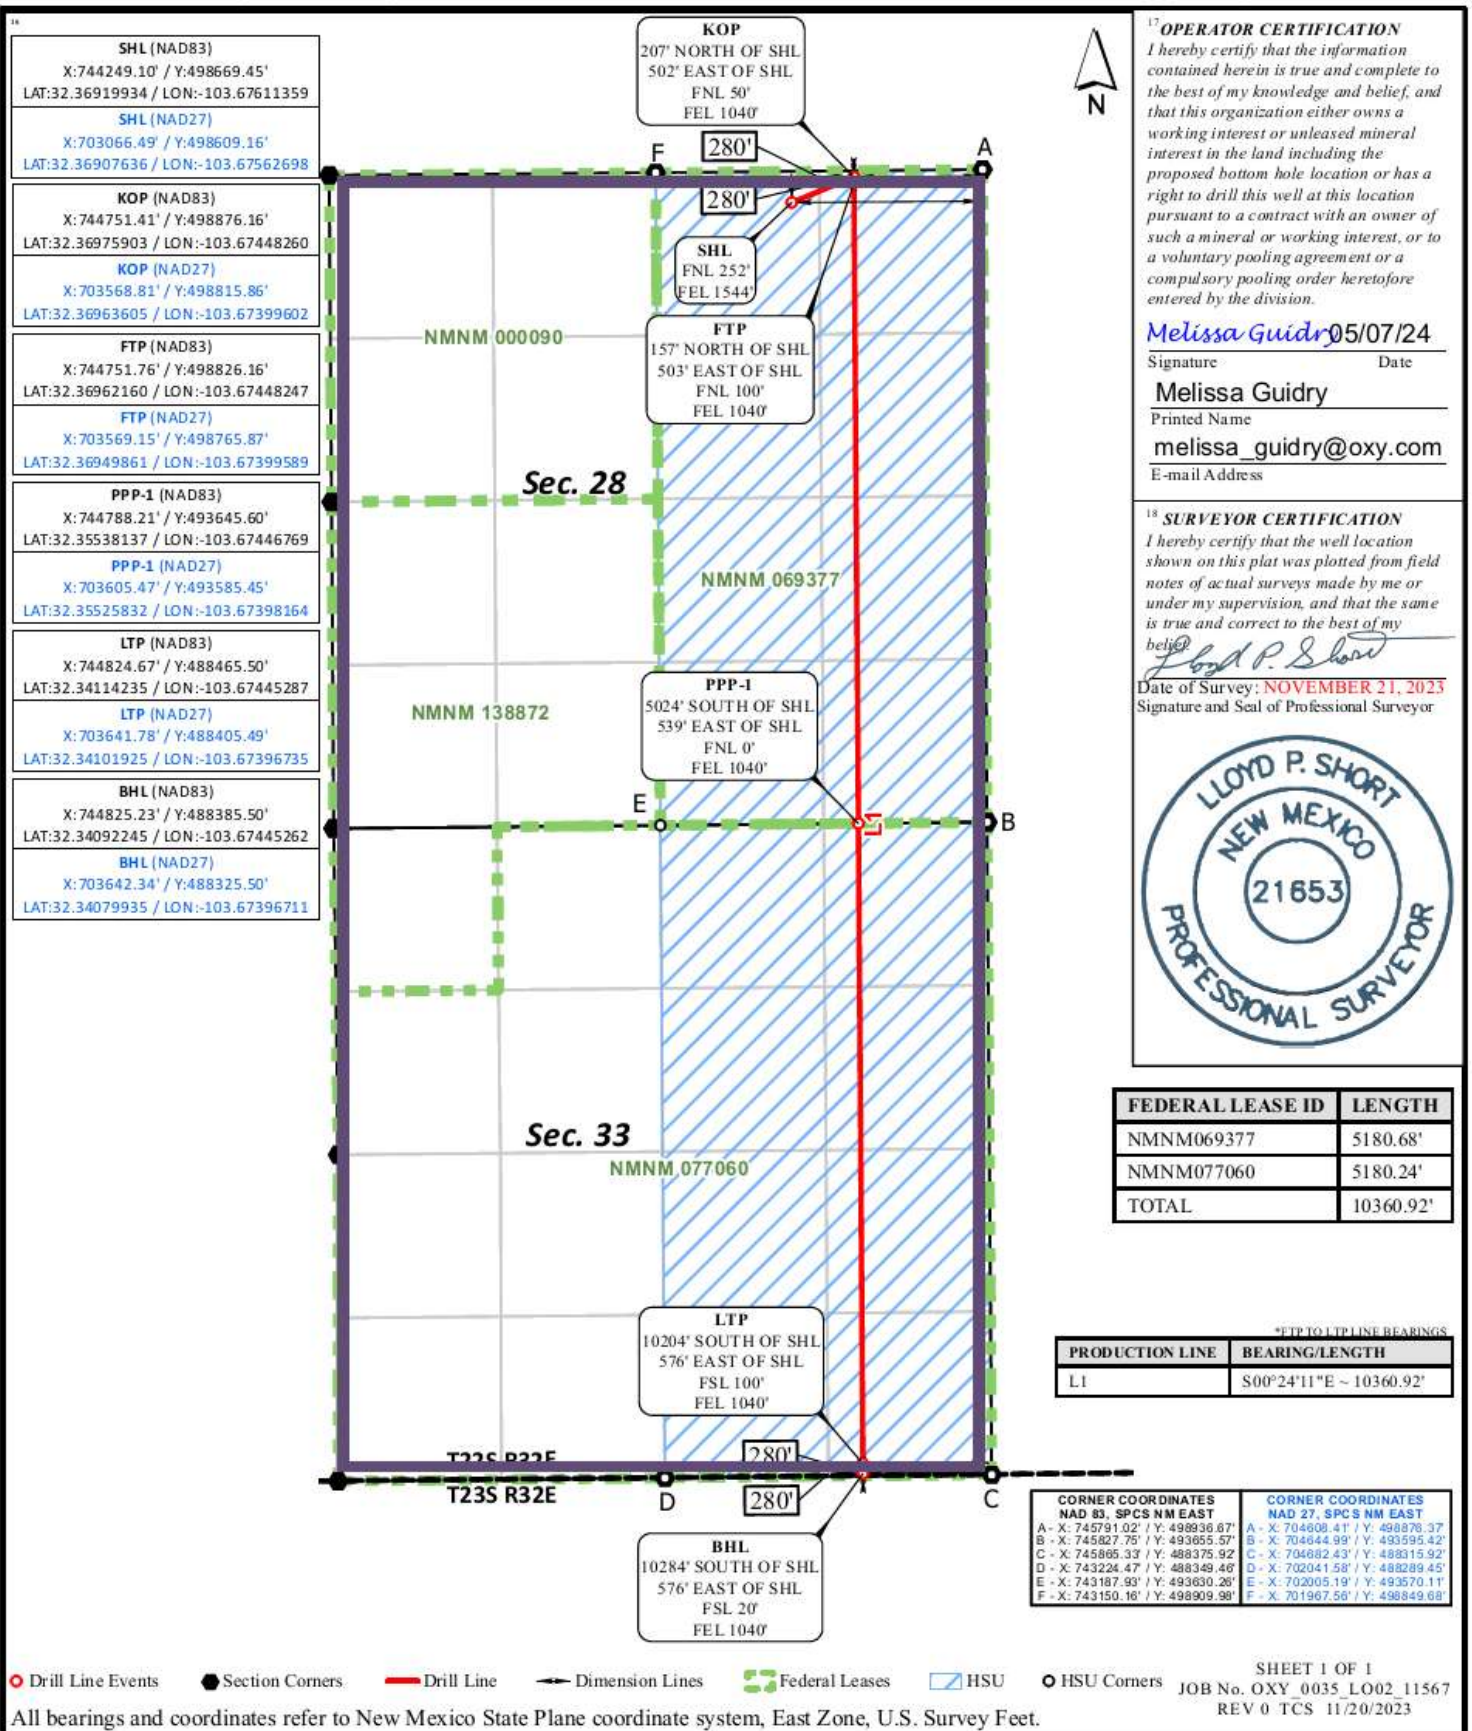 16
SHL (NAD83)
X:744249.10' / Y:498669.45'
LAT:32.36919934 / LON:-103.67611359
SHL (NAD27)
X:703066.49' / Y:498609.16'
LAT:32.36907636 / LON:-103.67562698
KOP (NAD83)
X:744751.41' / Y:498876.16'
LAT:32.36975903 / LON:-103.67448260
KOP (NAD27)
X:703568.81' / Y:498815.86'
LAT:32.36963605 / LON:-103.67399602
FTP (NAD83)
X:744751.76' / Y:498826.16'
LAT:32.36962160 / LON:-103.67448247
FTP (NAD27)
X:703569.15' / Y:498765.87'
LAT:32.36949861 / LON:-103.67399589
PPP-1 (NAD83)
X:744788.21' / Y:493645.60'
LAT:32.35538137 / LON:-103.67446769
PPP-1 (NAD27)
X:703605.47' / Y:493585.45'
LAT:32.35525832 / LON:-103.67398164
LTP (NAD83)
X:744824.67' / Y:488465.50'
LAT:32.34114235 / LON:-103.67445287
LTP (NAD27)
X:703641.78' / Y:488405.49'
LAT:32.34101925 / LON:-103.67396735
BHL (NAD83)
X:744825.23' / Y:488385.50'
LAT:32.34092245 / LON:-103.67445262
BHL (NAD27)
X:703642.34' / Y:488325.50'
LAT:32.34079935 / LON:-103.67396711
KOP
207' NORTH OF SHL
502' EAST OF SHL
FNL 50'
FEL 1040'
N
F
280'
A
280'
SHL
FNL 252'
FEL 1544'
FTP
157' NORTH OF SHL
503' EAST OF SHL
FNL 100'
FEL 1040'
NMNM 000090
Sec. 28
NMNM 069377
NMNM 138872
PPP-1
5024' SOUTH OF SHL
539' EAST OF SHL
FNL 0'
FEL 1040'
E
B
Sec. 33
NMNM 077060
LTP
10204' SOUTH OF SHL
576' EAST OF SHL
FSL 100'
FEL 1040'
T22S R32E
280'
T23S R32E
D
280'
C
BHL
10284' SOUTH OF SHL
576' EAST OF SHL
FSL 20'
FEL 1040'
17 OPERATOR CERTIFICATION
I hereby certify that the information
contained herein is true and complete to
the best of my knowledge and belief, and
that this organization either owns a
working interest or unleased mineral
interest in the land including the
proposed bottom hole location or has a
right to drill this well at this location
pursuant to a contract with an owner of
such a mineral or working interest, or to
a voluntary pooling agreement or a
compulsory pooling order heretofore
entered by the division.
Melissa Guidry 05/07/24
Signature Date
Melissa Guidry
Printed Name
melissa_guidry@oxy.com
E-mail Address
18 SURVEYOR CERTIFICATION
I hereby certify that the well location
shown on this plat was plotted from field
notes of actual surveys made by me or
under my supervision, and that the same
is true and correct to the best of my
belief.
Lloyd P. Short
Date of Survey: NOVEMBER 21, 2023
Signature and Seal of Professional Surveyor
LLOYD P. SHORT
NEW MEXICO
21653
PROFESSIONAL SURVEYOR
FEDERAL LEASE ID LENGTH
NMNM069377 5180.68'
NMNM077060 5180.24'
TOTAL 10360.92'
*FTP TO LTP LINE BEARINGS
PRODUCTION LINE BEARING/LENGTH
L1 S00°24'11"E ~ 10360.92'
CORNER COORDINATES
NAD 83, SPCS NM EAST
A - X: 745791.02' / Y: 498936.67'
B - X: 745827.75' / Y: 493655.57'
C - X: 745865.33' / Y: 488375.92'
D - X: 743224.47' / Y: 488349.46'
E - X: 743187.93' / Y: 493630.26'
F - X: 743150.16' / Y: 498909.98'
CORNER COORDINATES
NAD 27, SPCS NM EAST
A - X: 704608.41' / Y: 498876.37'
B - X: 704644.99' / Y: 493595.42'
C - X: 704682.43' / Y: 488315.92'
D - X: 702041.58' / Y: 488289.45'
E - X: 702005.19' / Y: 493570.11'
F - X: 701967.56' / Y: 498849.68'
Drill Line Events Section Corners Drill Line Dimension Lines Federal Leases HSU HSU Corners
SHEET 1 OF 1
JOB No. OXY_0035_LO02_11567
REV 0 TCS 11/20/2023
All bearings and coordinates refer to New Mexico State Plane coordinate system, East Zone, U.S. Survey Feet.